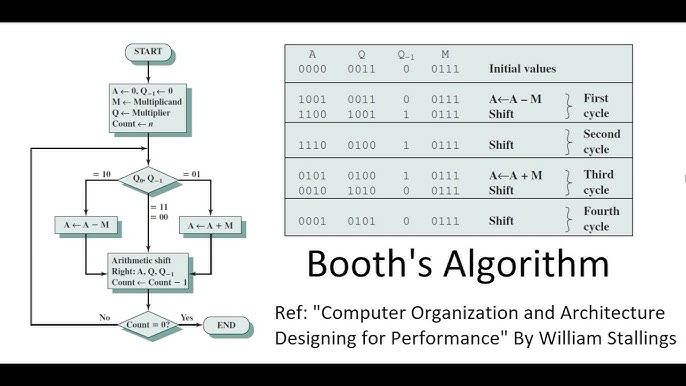 START
A ← 0, Q₋₁ ← 0
M ← Multiplicand
Q ← Multiplier
Count ← n
= 10
Q₀, Q₋₁
= 01
= 11
= 00
A ← A − M
A ← A + M
Arithmetic shift
Right: A, Q, Q₋₁
Count ← Count − 1
No
Count = 0?
Yes
END
A Q Q₋₁ M
0000 0011 0 0111 Initial values
1001 0011 0 0111 A←A − M First
1100 1001 1 0111 Shift cycle
1110 0100 1 0111 Shift Second
cycle
0101 0100 1 0111 A←A + M Third
0010 1010 0 0111 Shift cycle
0001 0101 0 0111 Shift Fourth
cycle
Booth's Algorithm
Ref: "Computer Organization and Architecture
Designing for Performance" By William Stallings